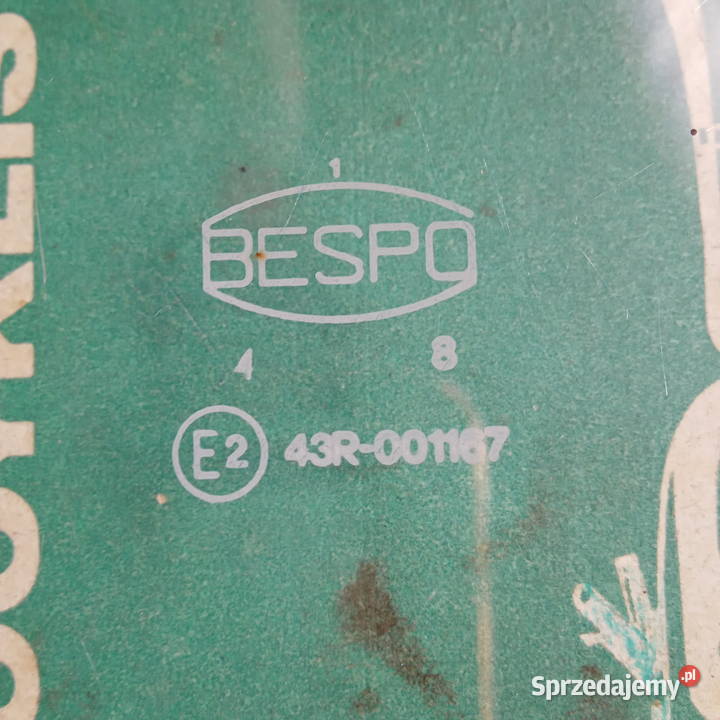 1
BESPO
4 8
E2 43R-001167
Sprzedajemy.pl